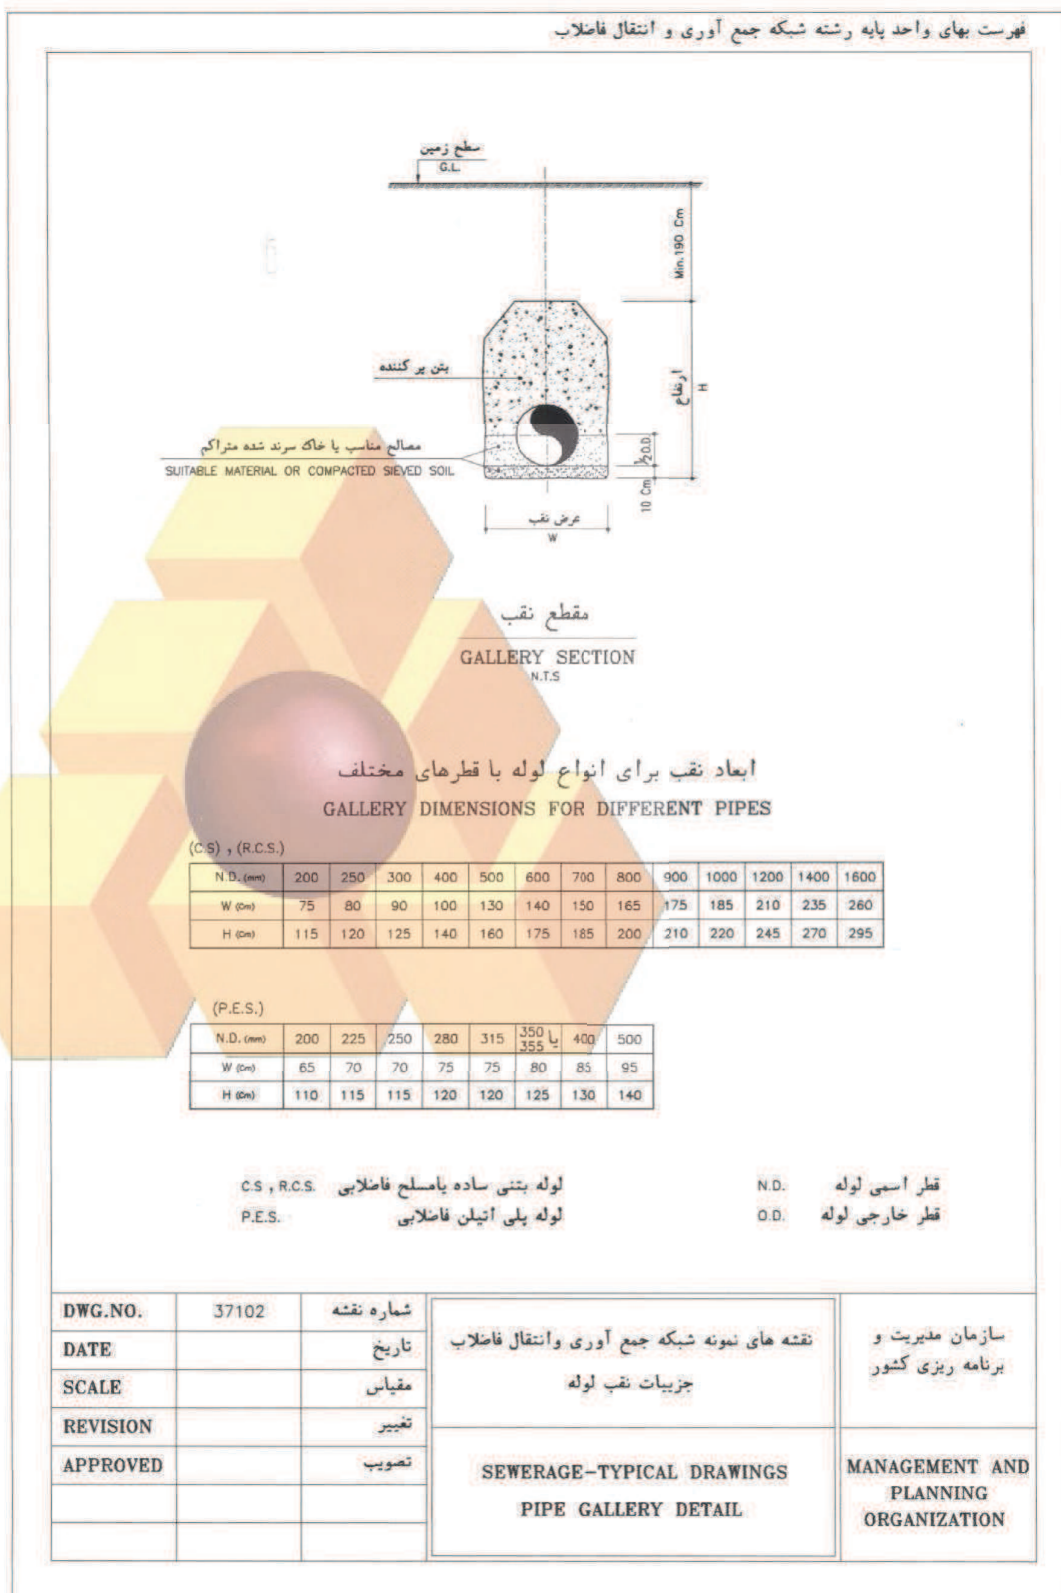 فهرست بهای واحد پایه رشته شبکه جمع آوری و انتقال فاضلاب
سطح زمین
G.L.
Min.190 Cm
بتن پر کننده
ارتفاع
H
مصالح مناسب یا خاک سرند شده متراکم
SUITABLE MATERIAL OR COMPACTED SIEVED SOIL
½O.D.
10 Cm
عرض نقب
W
مقطع نقب
GALLERY SECTION
N.T.S
ابعاد نقب برای انواع لوله با قطرهای مختلف
GALLERY DIMENSIONS FOR DIFFERENT PIPES
(C.S) , (R.C.S.)
N.D. (mm) 200 250 300 400 500 600 700 800 900 1000 1200 1400 1600
W (Cm) 75 80 90 100 130 140 150 165 175 185 210 235 260
H (Cm) 115 120 125 140 160 175 185 200 210 220 245 270 295
(P.E.S.)
N.D. (mm) 200 225 250 280 315 350 یا 355 400 500
W (Cm) 65 70 70 75 75 80 85 95
H (Cm) 110 115 115 120 120 125 130 140
قطر اسمی لوله N.D.
لوله بتنی ساده یامسلح فاضلابی C.S , R.C.S.
قطر خارجی لوله O.D.
لوله پلی اتیلن فاضلابی P.E.S.
DWG.NO. 37102 شماره نقشه
DATE تاریخ
SCALE مقیاس
REVISION تغییر
APPROVED تصویب
نقشه های نمونه شبکه جمع آوری وانتقال فاضلاب
جزییات نقب لوله
SEWERAGE-TYPICAL DRAWINGS
PIPE GALLERY DETAIL
سازمان مدیریت و
برنامه ریزی کشور
MANAGEMENT AND
PLANNING
ORGANIZATION